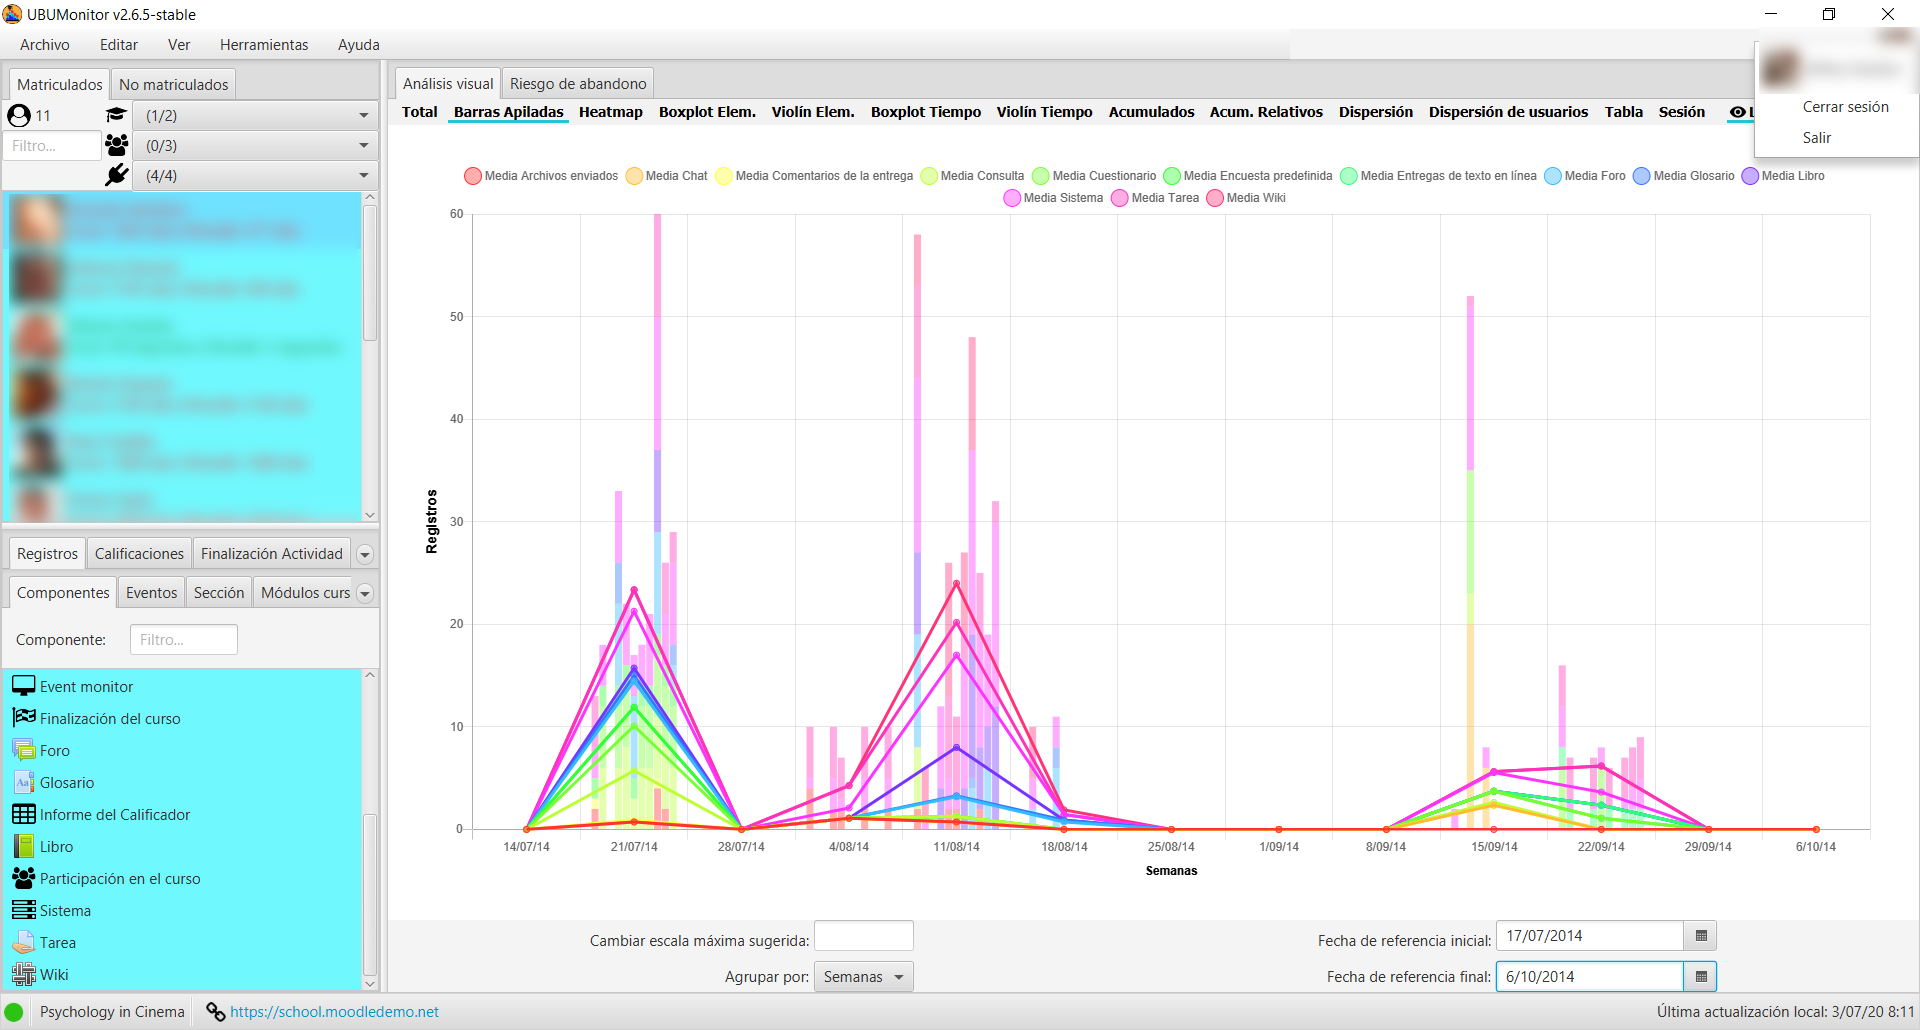 UBUMonitor v2.6.5-stable
Archivo Editar Ver Herramientas Ayuda
Matriculados No matriculados
11 (1/2)
Filtro... (0/3)
(4/4)
Registros Calificaciones Finalización Actividad
Componentes Eventos Sección Módulos curs
Componente: Filtro...
Event monitor
Finalización del curso
Foro
Glosario
Informe del Calificador
Libro
Participación en el curso
Sistema
Tarea
Wiki
Análisis visual Riesgo de abandono
Total Barras Apiladas Heatmap Boxplot Elem. Violín Elem. Boxplot Tiempo Violín Tiempo Acumulados Acum. Relativos Dispersión Dispersión de usuarios Tabla Sesión
Cerrar sesión
Salir
Media Archivos enviados Media Chat Media Comentarios de la entrega Media Consulta Media Cuestionario Media Encuesta predefinida Media Entregas de texto en línea Media Foro Media Glosario Media Libro
Media Sistema Media Tarea Media Wiki
60
50
40
30
20
10
0
Registros
14/07/14 21/07/14 28/07/14 4/08/14 11/08/14 18/08/14 25/08/14 1/09/14 8/09/14 15/09/14 22/09/14 29/09/14 6/10/14
Semanas
Cambiar escala máxima sugerida: Fecha de referencia inicial: 17/07/2014
Agrupar por: Semanas Fecha de referencia final: 6/10/2014
Psychology in Cinema https://school.moodledemo.net Última actualización local: 3/07/20 8:11